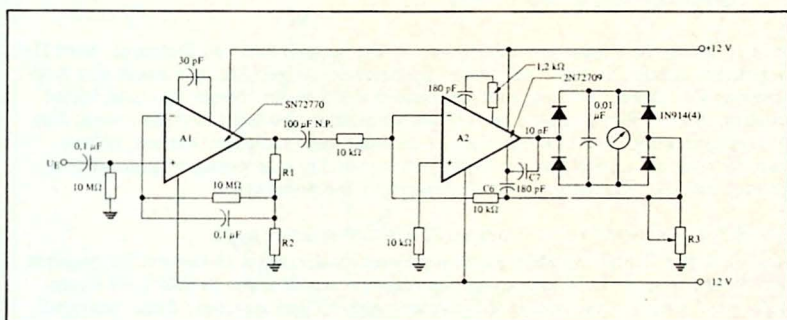 30 pF
SN72770
A1
0,1 µF
UE
10 MΩ
100 µF N.P.
10 kΩ
R1
10 MΩ
0,1 µF
R2
1,2 kΩ
180 pF
2N72709
A2
10 pF
C7
C6
180 pF
10 kΩ
10 kΩ
0,01
µF
1N914(4)
R3
+12 V
−12 V